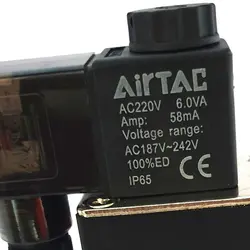 AiRTAC
AC220V 6.0VA
Amp: 58mA
Voltage range:
AC187V~242V
100%ED
IP65
CE